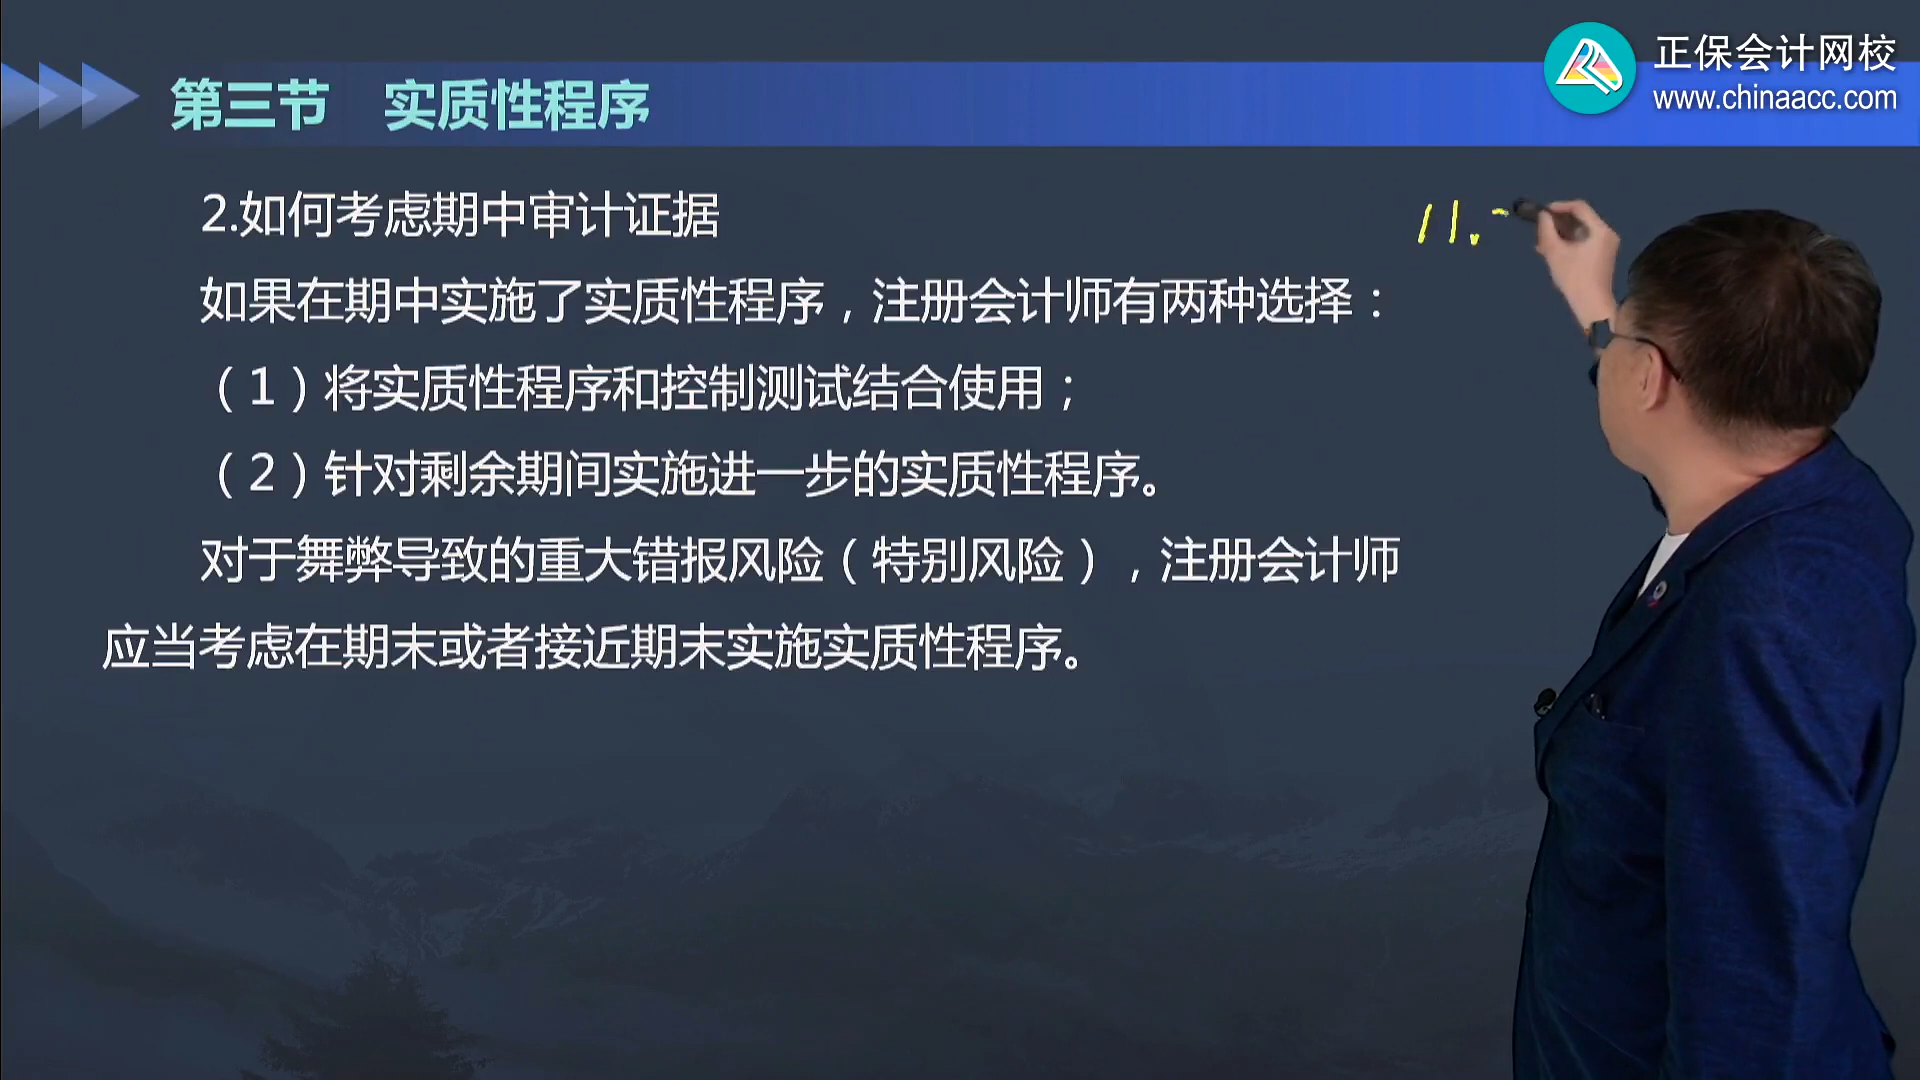 正保会计网校
www.chinaacc.com
第三节 实质性程序
2.如何考虑期中审计证据
11.
如果在期中实施了实质性程序，注册会计师有两种选择：
（1）将实质性程序和控制测试结合使用；
（2）针对剩余期间实施进一步的实质性程序。
对于舞弊导致的重大错报风险（特别风险），注册会计师
应当考虑在期末或者接近期末实施实质性程序。